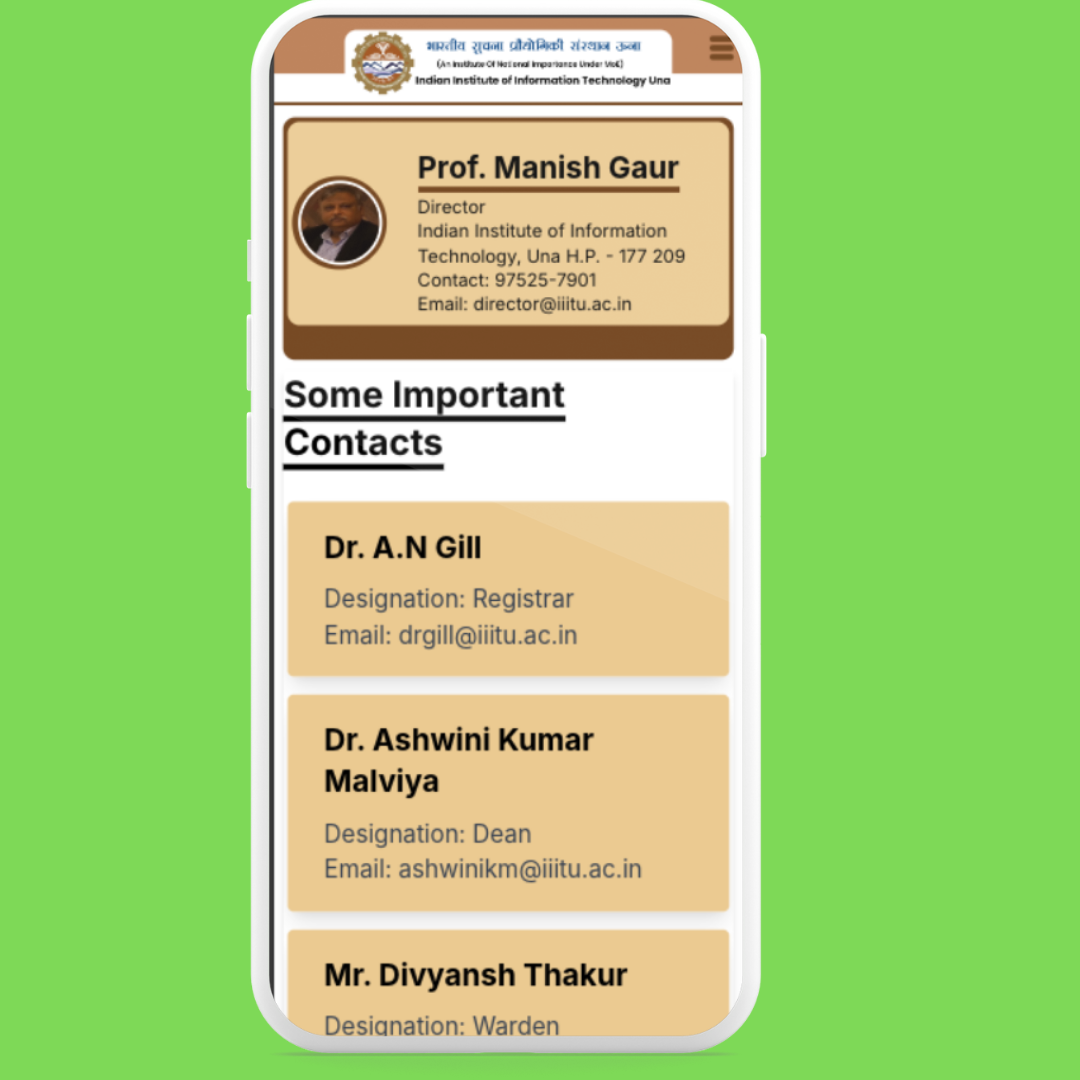 भारतीय सूचना प्रौद्योगिकी संस्थान ऊना
(An Institute Of National Importance Under MoE)
Indian Institute of Information Technology Una
Prof. Manish Gaur
Director
Indian Institute of Information
Technology, Una H.P. - 177 209
Contact: 97525-7901
Email: director@iiitu.ac.in
Some Important
Contacts
Dr. A.N Gill
Designation: Registrar
Email: drgill@iiitu.ac.in
Dr. Ashwini Kumar
Malviya
Designation: Dean
Email: ashwinikm@iiitu.ac.in
Mr. Divyansh Thakur
Designation: Warden